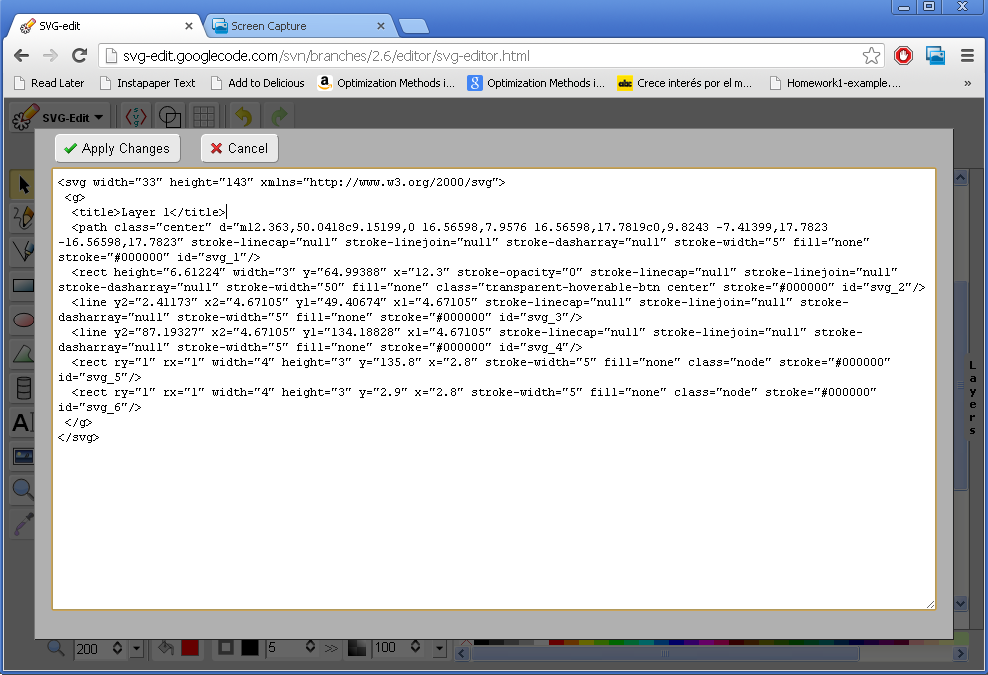 SVG-edit
Screen Capture
svg-edit.googlecode.com/svn/branches/2.6/editor/svg-editor.html
Read Later Instapaper Text Add to Delicious Optimization Methods i... Optimization Methods i... abc Crece interés por el m... Homework1-example....
SVG-Edit
Apply Changes Cancel
<svg width="33" height="143" xmlns="http://www.w3.org/2000/svg">
<g>
<title>Layer 1</title>
<path class="center" d="m12.363,50.0418c9.15199,0 16.56598,7.9576 16.56598,17.7819c0,9.8243 -7.41399,17.7823
-16.56598,17.7823" stroke-linecap="null" stroke-linejoin="null" stroke-dasharray="null" stroke-width="5" fill="none"
stroke="#000000" id="svg_1"/>
<rect height="6.61224" width="3" y="64.99388" x="12.3" stroke-opacity="0" stroke-linecap="null" stroke-linejoin="null"
stroke-dasharray="null" stroke-width="50" fill="none" class="transparent-hoverable-btn center" stroke="#000000" id="svg_2"/>
<line y2="2.41173" x2="4.67105" y1="49.40674" x1="4.67105" stroke-linecap="null" stroke-linejoin="null" stroke-
dasharray="null" stroke-width="5" fill="none" stroke="#000000" id="svg_3"/>
<line y2="87.19327" x2="4.67105" y1="134.18828" x1="4.67105" stroke-linecap="null" stroke-linejoin="null" stroke-
dasharray="null" stroke-width="5" fill="none" stroke="#000000" id="svg_4"/>
<rect ry="1" rx="1" width="4" height="3" y="135.8" x="2.8" stroke-width="5" fill="none" class="node" stroke="#000000"
id="svg_5"/>
<rect ry="1" rx="1" width="4" height="3" y="2.9" x="2.8" stroke-width="5" fill="none" class="node" stroke="#000000"
id="svg_6"/>
</g>
</svg>
Layers
200 5 >> 100